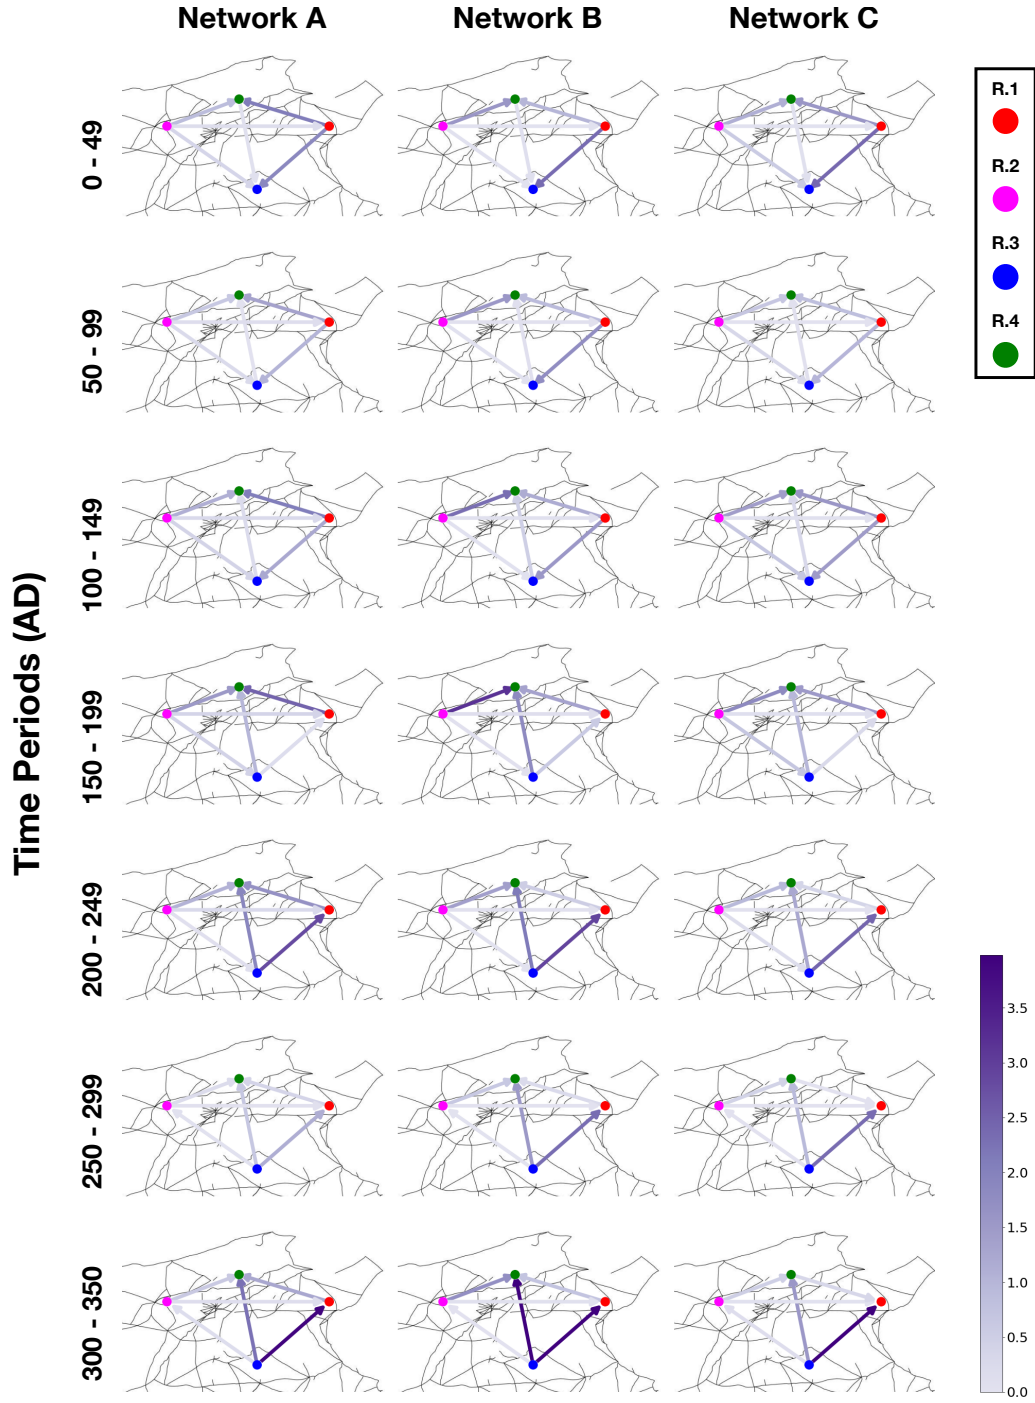 Network A
Network B
Network C
R.1
R.2
R.3
R.4
Time Periods (AD)
0 - 49
50 - 99
100 - 149
150 - 199
200 - 249
250 - 299
300 - 350
3.5
3.0
2.5
2.0
1.5
1.0
0.5
0.0